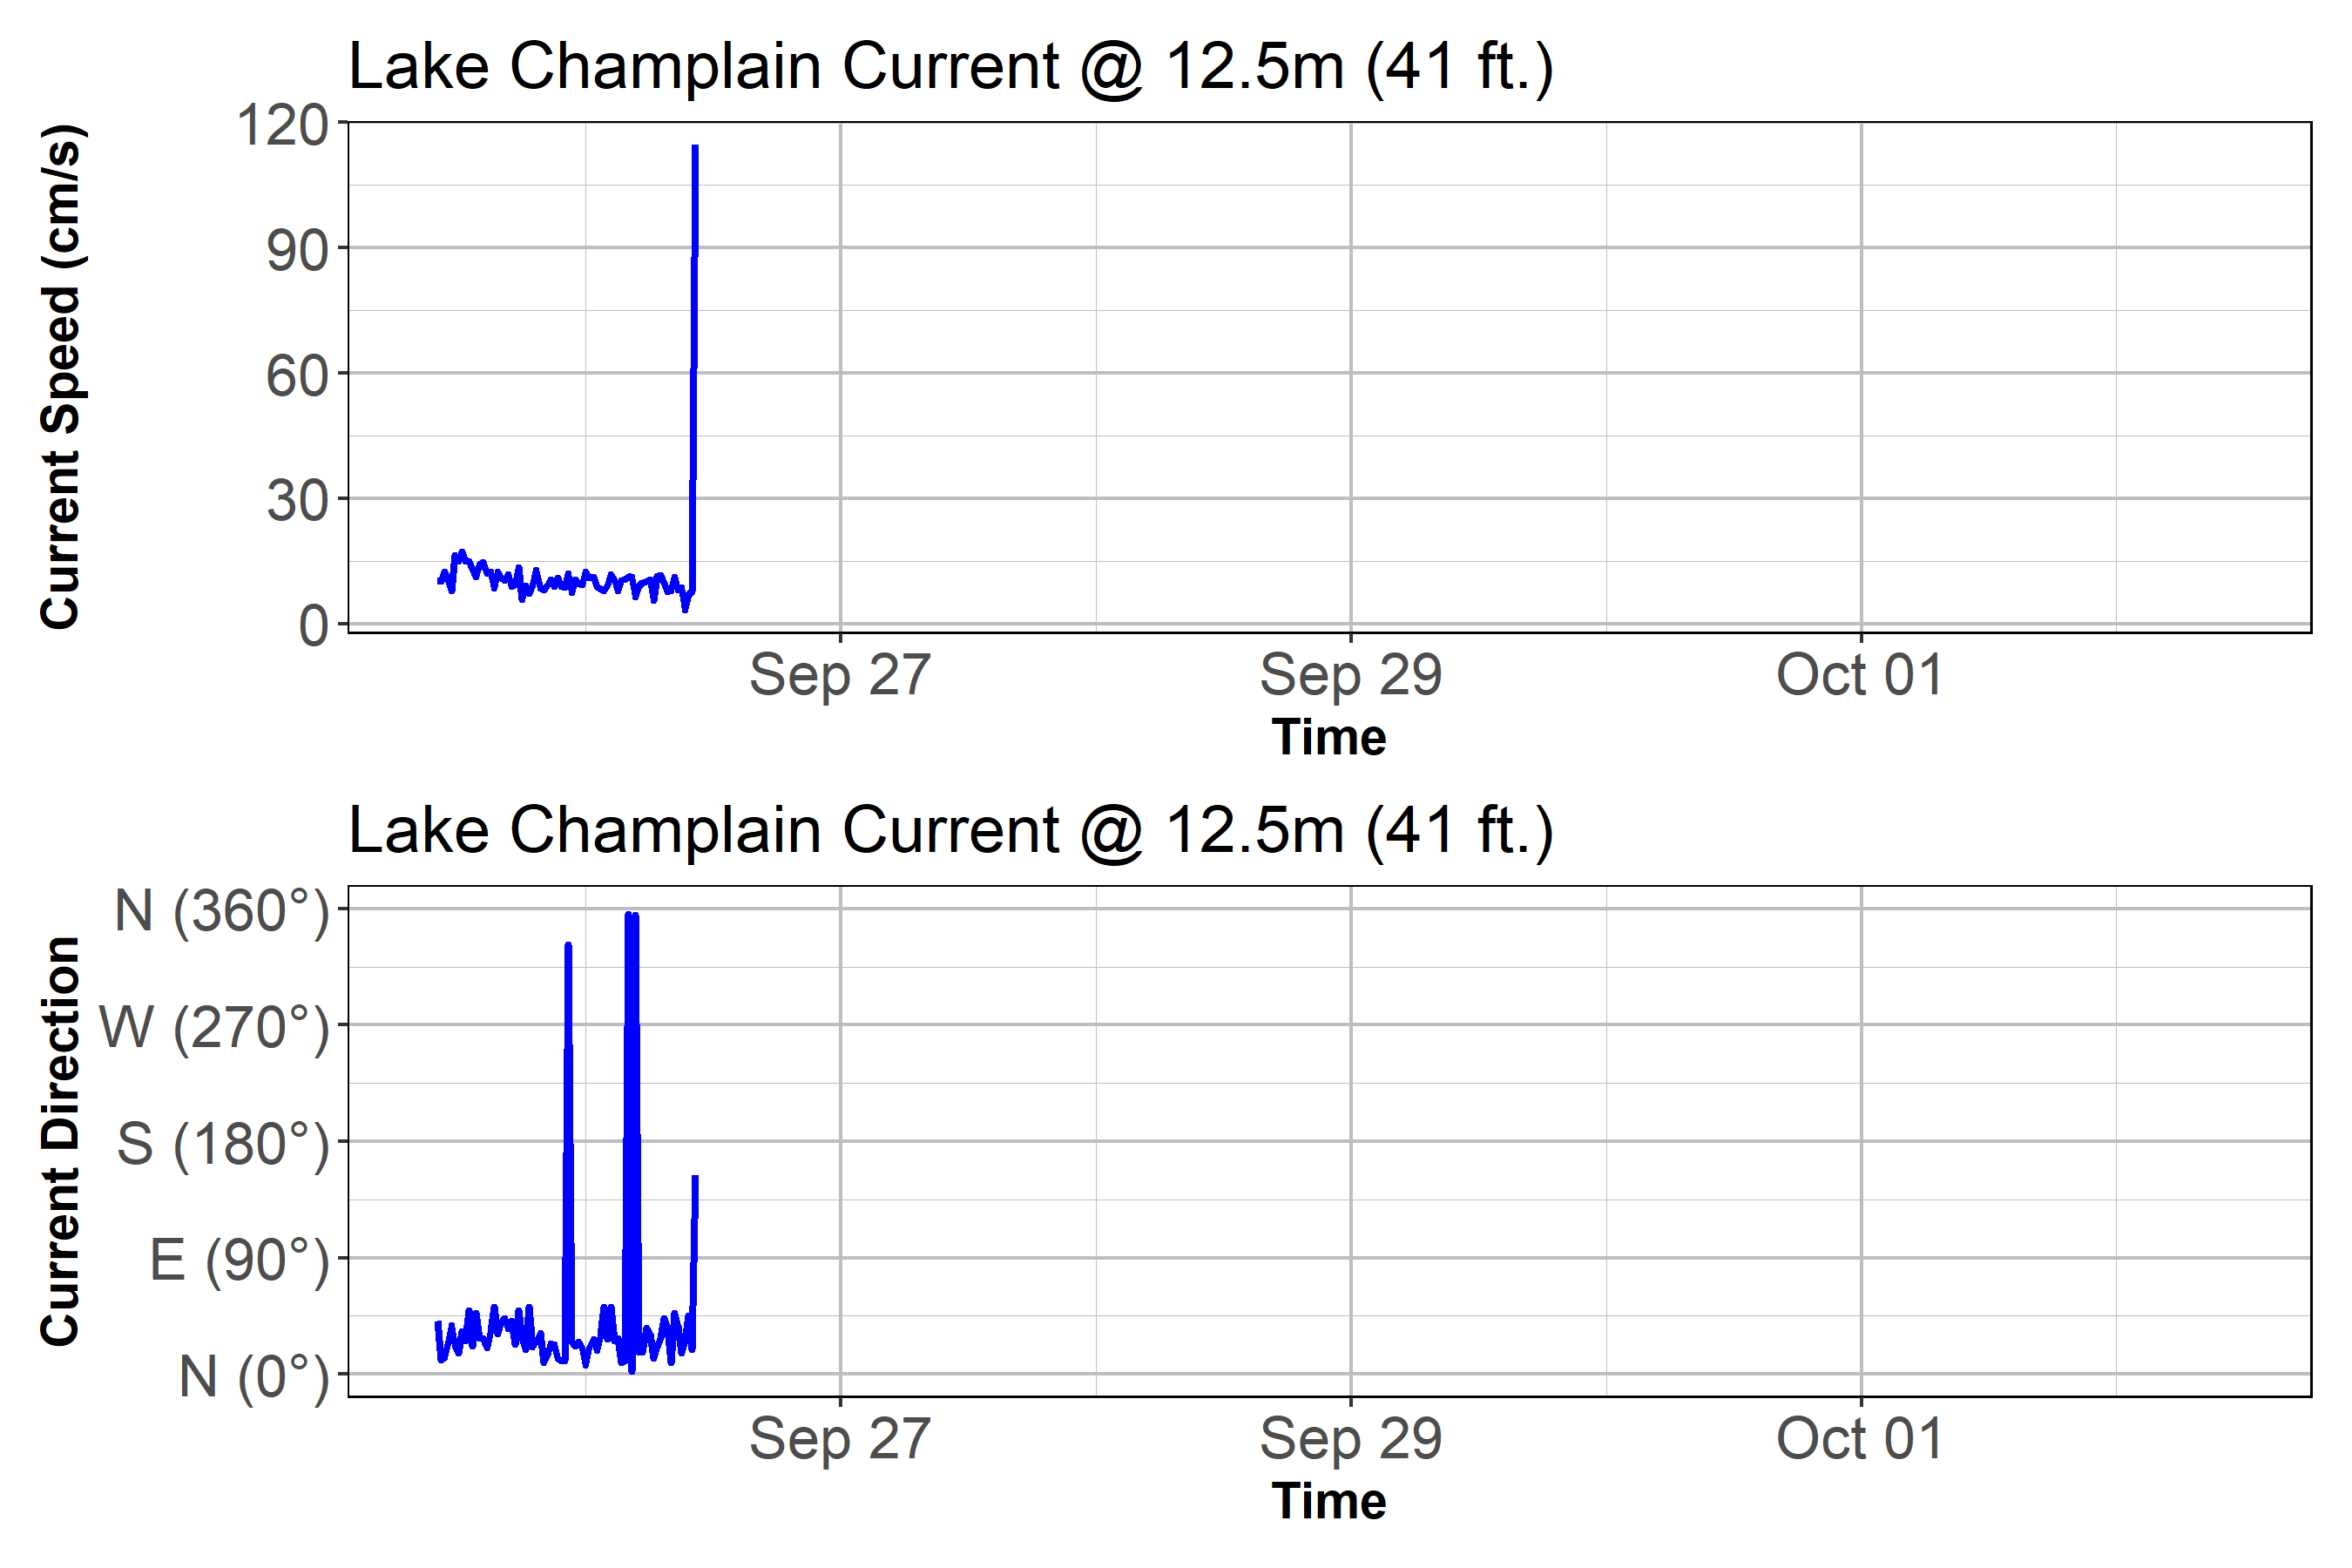 Lake Champlain Current @ 12.5m (41 ft.)
Current Speed (cm/s)
120
90
60
30
0
Sep 27
Sep 29
Oct 01
Time
Lake Champlain Current @ 12.5m (41 ft.)
Current Direction
N (360°)
W (270°)
S (180°)
E (90°)
N (0°)
Sep 27
Sep 29
Oct 01
Time